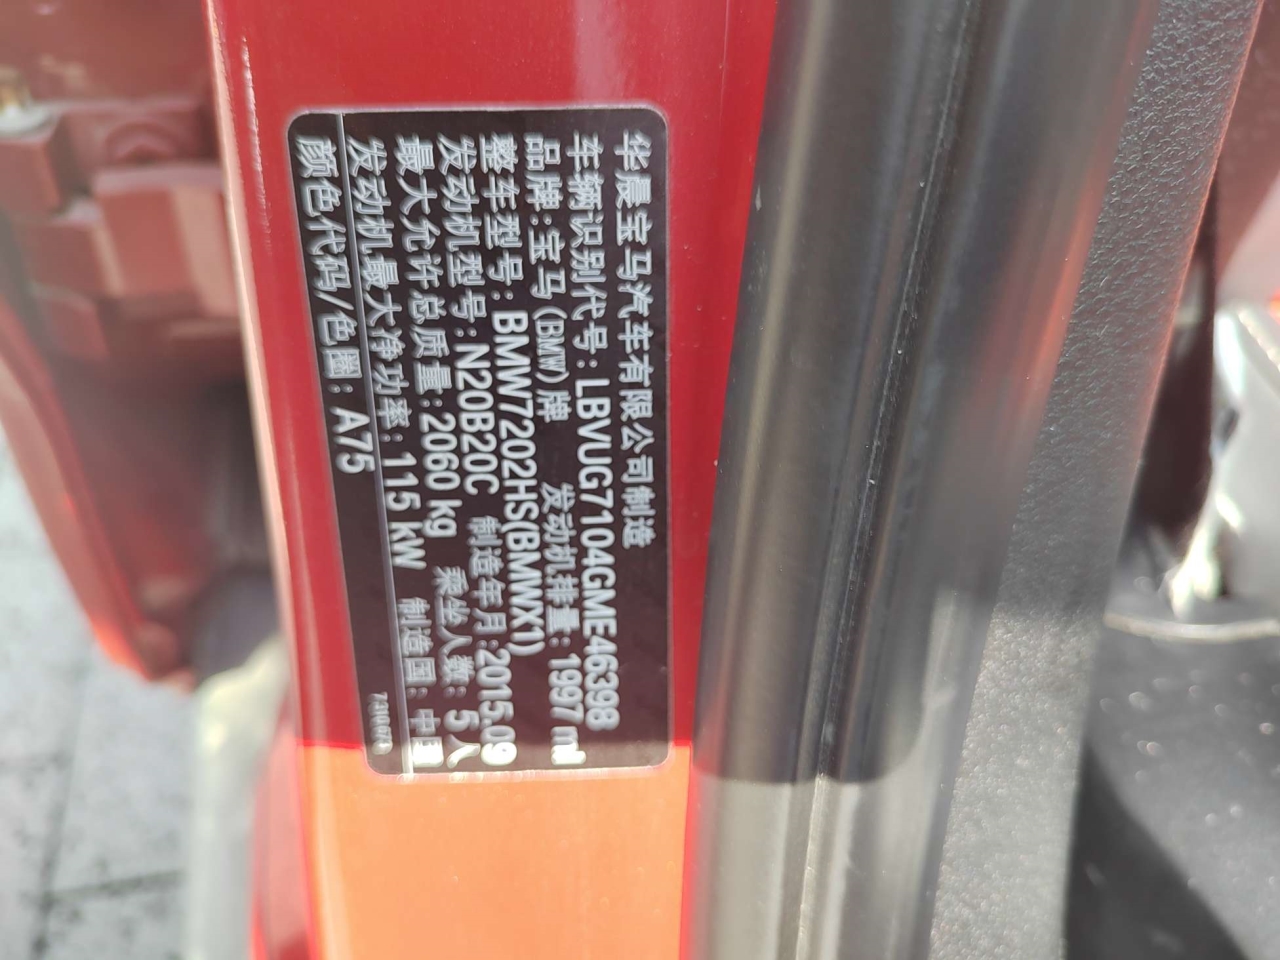 华晨宝马汽车有限公司制造
车辆识别代号: LBVUG7104GME46398
品牌: 宝马(BMW)牌 发动机排量: 1997 ml
整车型号: BMW7202HS(BMWX1)
发动机型号: N20B20C 制造年月: 2015.09
最大允许总质量: 2060 kg 乘坐人数: 5人
发动机最大净功率: 115 kW 制造国: 中国
颜色代码/色圈: A75